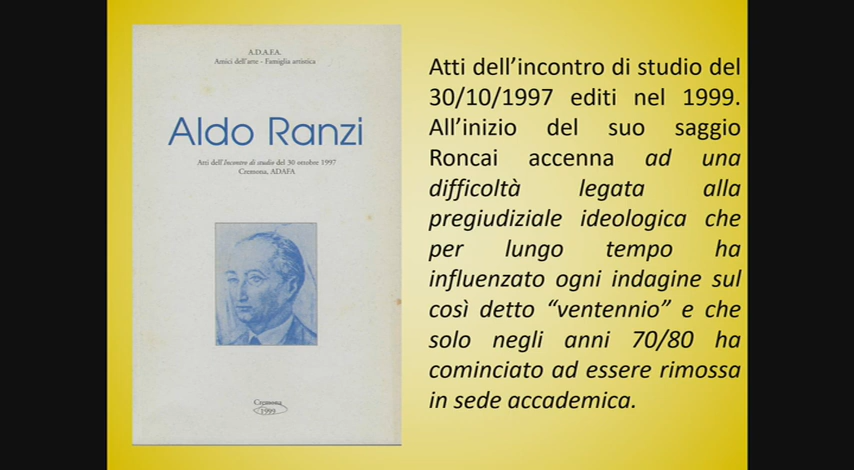 A.D.A.F.A.
Amici dell'arte - Famiglia artistica
Aldo Ranzi
Atti dell'Incontro di studio del 30 ottobre 1997
Cremona, ADAFA
Cremona
1999
Atti dell’incontro di studio del
30/10/1997 editi nel 1999.
All’inizio del suo saggio
Roncai accenna ad una
difficoltà legata alla
pregiudiziale ideologica che
per lungo tempo ha
influenzato ogni indagine sul
così detto “ventennio” e che
solo negli anni 70/80 ha
cominciato ad essere rimossa
in sede accademica.